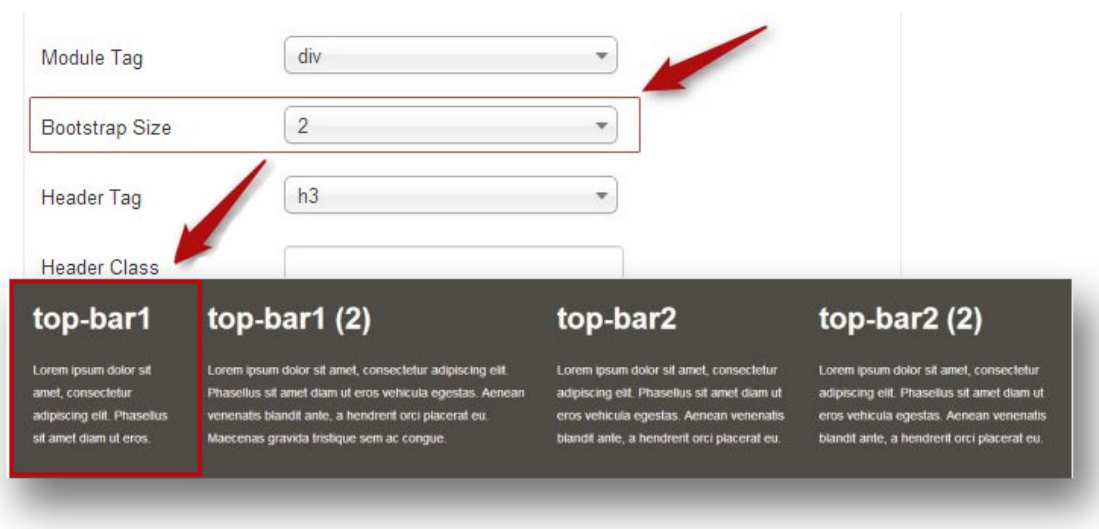 Module Tag div
Bootstrap Size 2
Header Tag h3
Header Class
top-bar1
Lorem ipsum dolor sit
amet, consectetur
adipiscing elit. Phasellus
sit amet diam ut eros.
top-bar1 (2)
Lorem ipsum dolor sit amet, consectetur adipiscing elit.
Phasellus sit amet diam ut eros vehicula egestas. Aenean
venenatis blandit ante, a hendrerit orci placerat eu.
Maecenas gravida tristique sem ac congue.
top-bar2
Lorem ipsum dolor sit amet, consectetur
adipiscing elit. Phasellus sit amet diam ut
eros vehicula egestas. Aenean venenatis
blandit ante, a hendrerit orci placerat eu.
top-bar2 (2)
Lorem ipsum dolor sit amet, consectetur
adipiscing elit. Phasellus sit amet diam ut
eros vehicula egestas. Aenean venenatis
blandit ante, a hendrerit orci placerat eu.